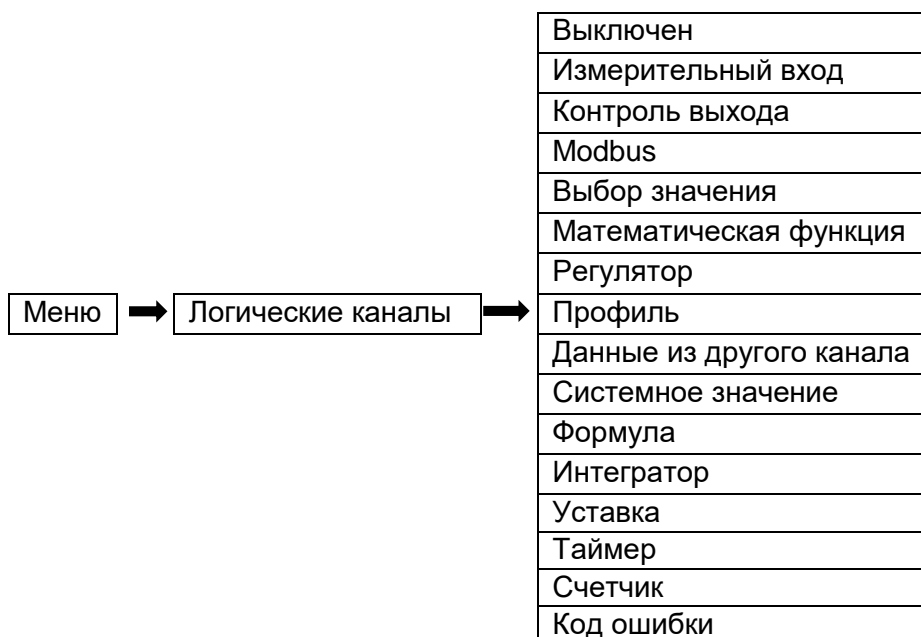 Выключен
Измерительный вход
Контроль выхода
Modbus
Выбор значения
Математическая функция
Регулятор
Меню
Логические каналы
Профиль
Данные из другого канала
Системное значение
Формула
Интегратор
Уставка
Таймер
Счетчик
Код ошибки